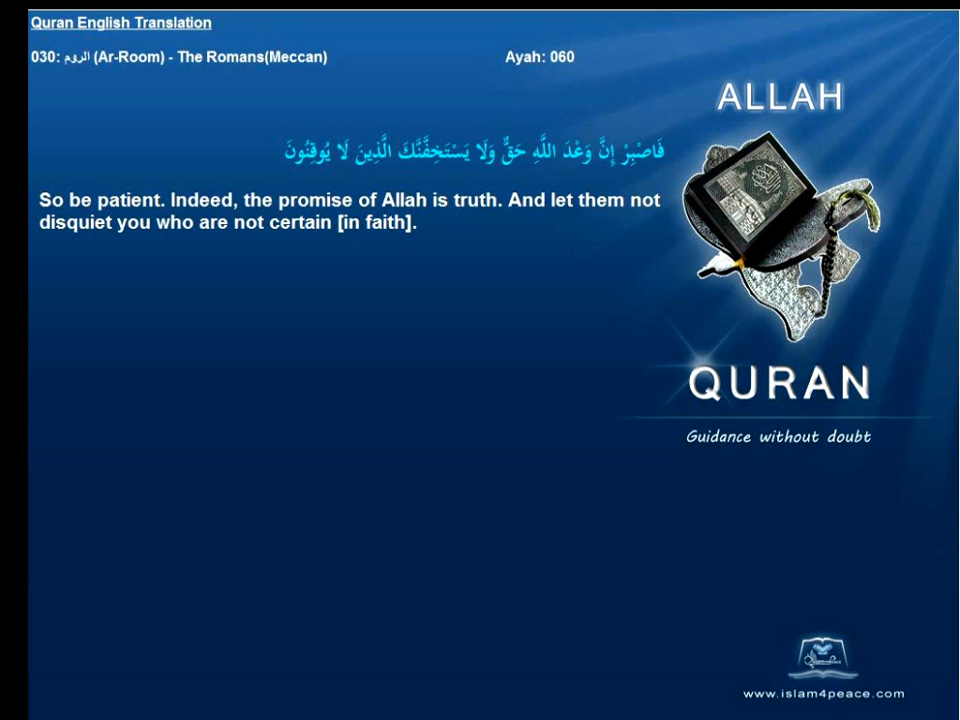 Quran English Translation
030: الروم (Ar-Room) - The Romans(Meccan) Ayah: 060
ALLAH
فَاصْبِرْ إِنَّ وَعْدَ اللَّهِ حَقٌّ وَلَا يَسْتَخِفَّنَّكَ الَّذِينَ لَا يُوقِنُونَ
So be patient. Indeed, the promise of Allah is truth. And let them not
disquiet you who are not certain [in faith].
QURAN
Guidance without doubt
www.islam4peace.com